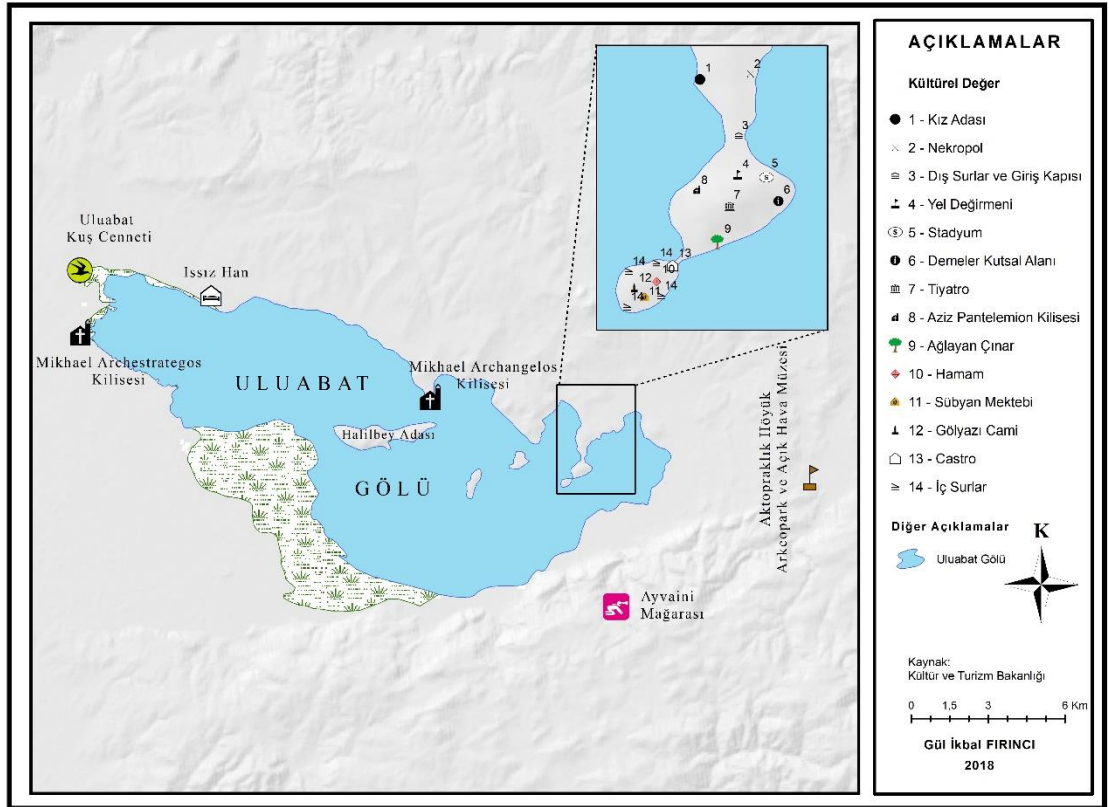 Uluabat
Kuş Cenneti
Issız Han
Mikhael Archestrategos
Kilisesi
ULUABAT
Mikhael Archangelos
Kilisesi
Halilbey Adası
GÖLÜ
Aktopraklık Höyük
Arkeopark ve Açık Hava Müzesi
Ayvaini
Mağarası
1
2
3
4
5
8
6
7
9
13
14
14
10
12
11
14
14
AÇIKLAMALAR
Kültürel Değer
1 - Kız Adası
2 - Nekropol
3 - Dış Surlar ve Giriş Kapısı
4 - Yel Değirmeni
5 - Stadyum
6 - Demeler Kutsal Alanı
7 - Tiyatro
8 - Aziz Pantelemion Kilisesi
9 - Ağlayan Çınar
10 - Hamam
11 - Sübyan Mektebi
12 - Gölyazı Cami
13 - Castro
14 - İç Surlar
Diğer Açıklamalar
K
Uluabat Gölü
Kaynak:
Kültür ve Turizm Bakanlığı
0 1,5 3 6 Km
Gül İkbal FIRINCI
2018